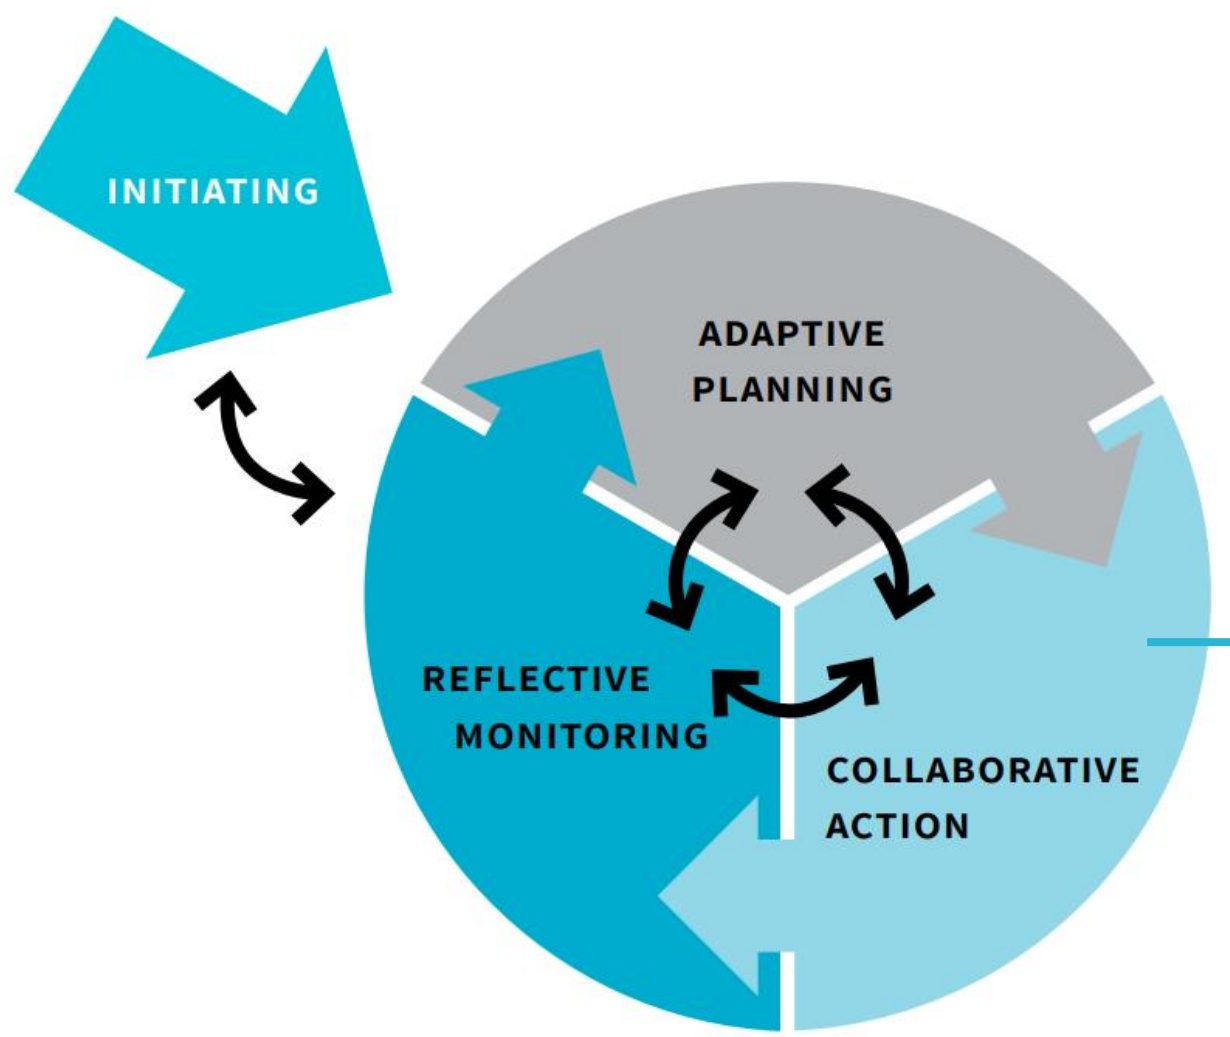 INITIATING
ADAPTIVE
PLANNING
REFLECTIVE
MONITORING
COLLABORATIVE
ACTION